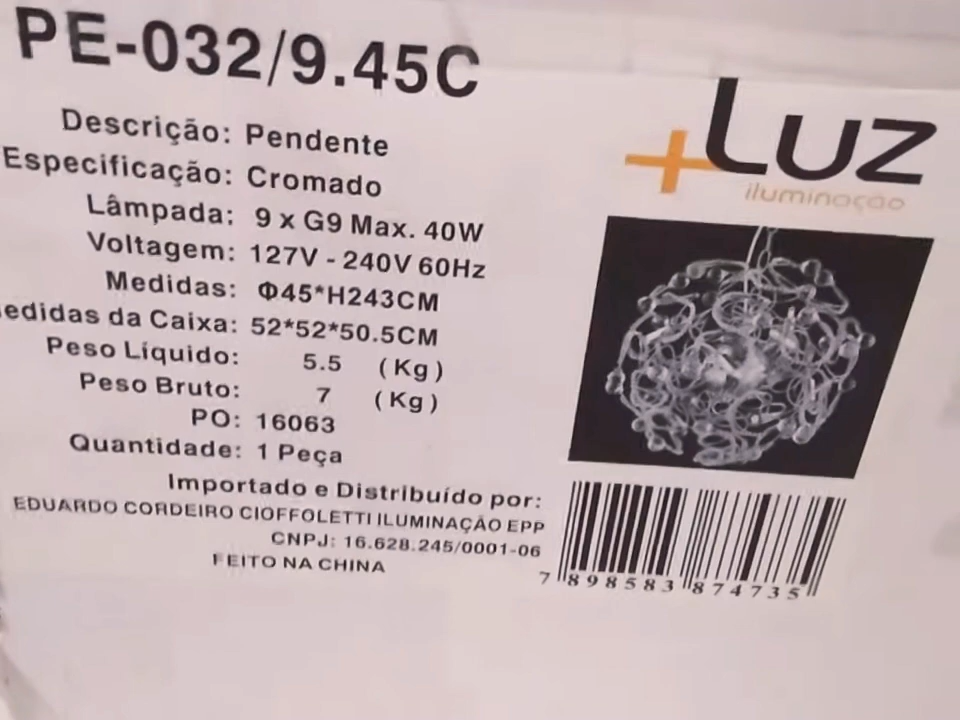 PE-032/9.45C
Descrição: Pendente
Especificação: Cromado
Lâmpada: 9 x G9 Max. 40W
Voltagem: 127V - 240V 60Hz
Medidas: Φ45*H243CM
edidas da Caixa: 52*52*50.5CM
Peso Líquido: 5.5 (Kg)
Peso Bruto: 7 (Kg)
PO: 16063
Quantidade: 1 Peça
Importado e Distribuído por:
EDUARDO CORDEIRO CIOFFOLETTI ILUMINAÇÃO EPP
CNPJ: 16.628.245/0001-06
FEITO NA CHINA
+Luz
iluminação
7 898583 874735